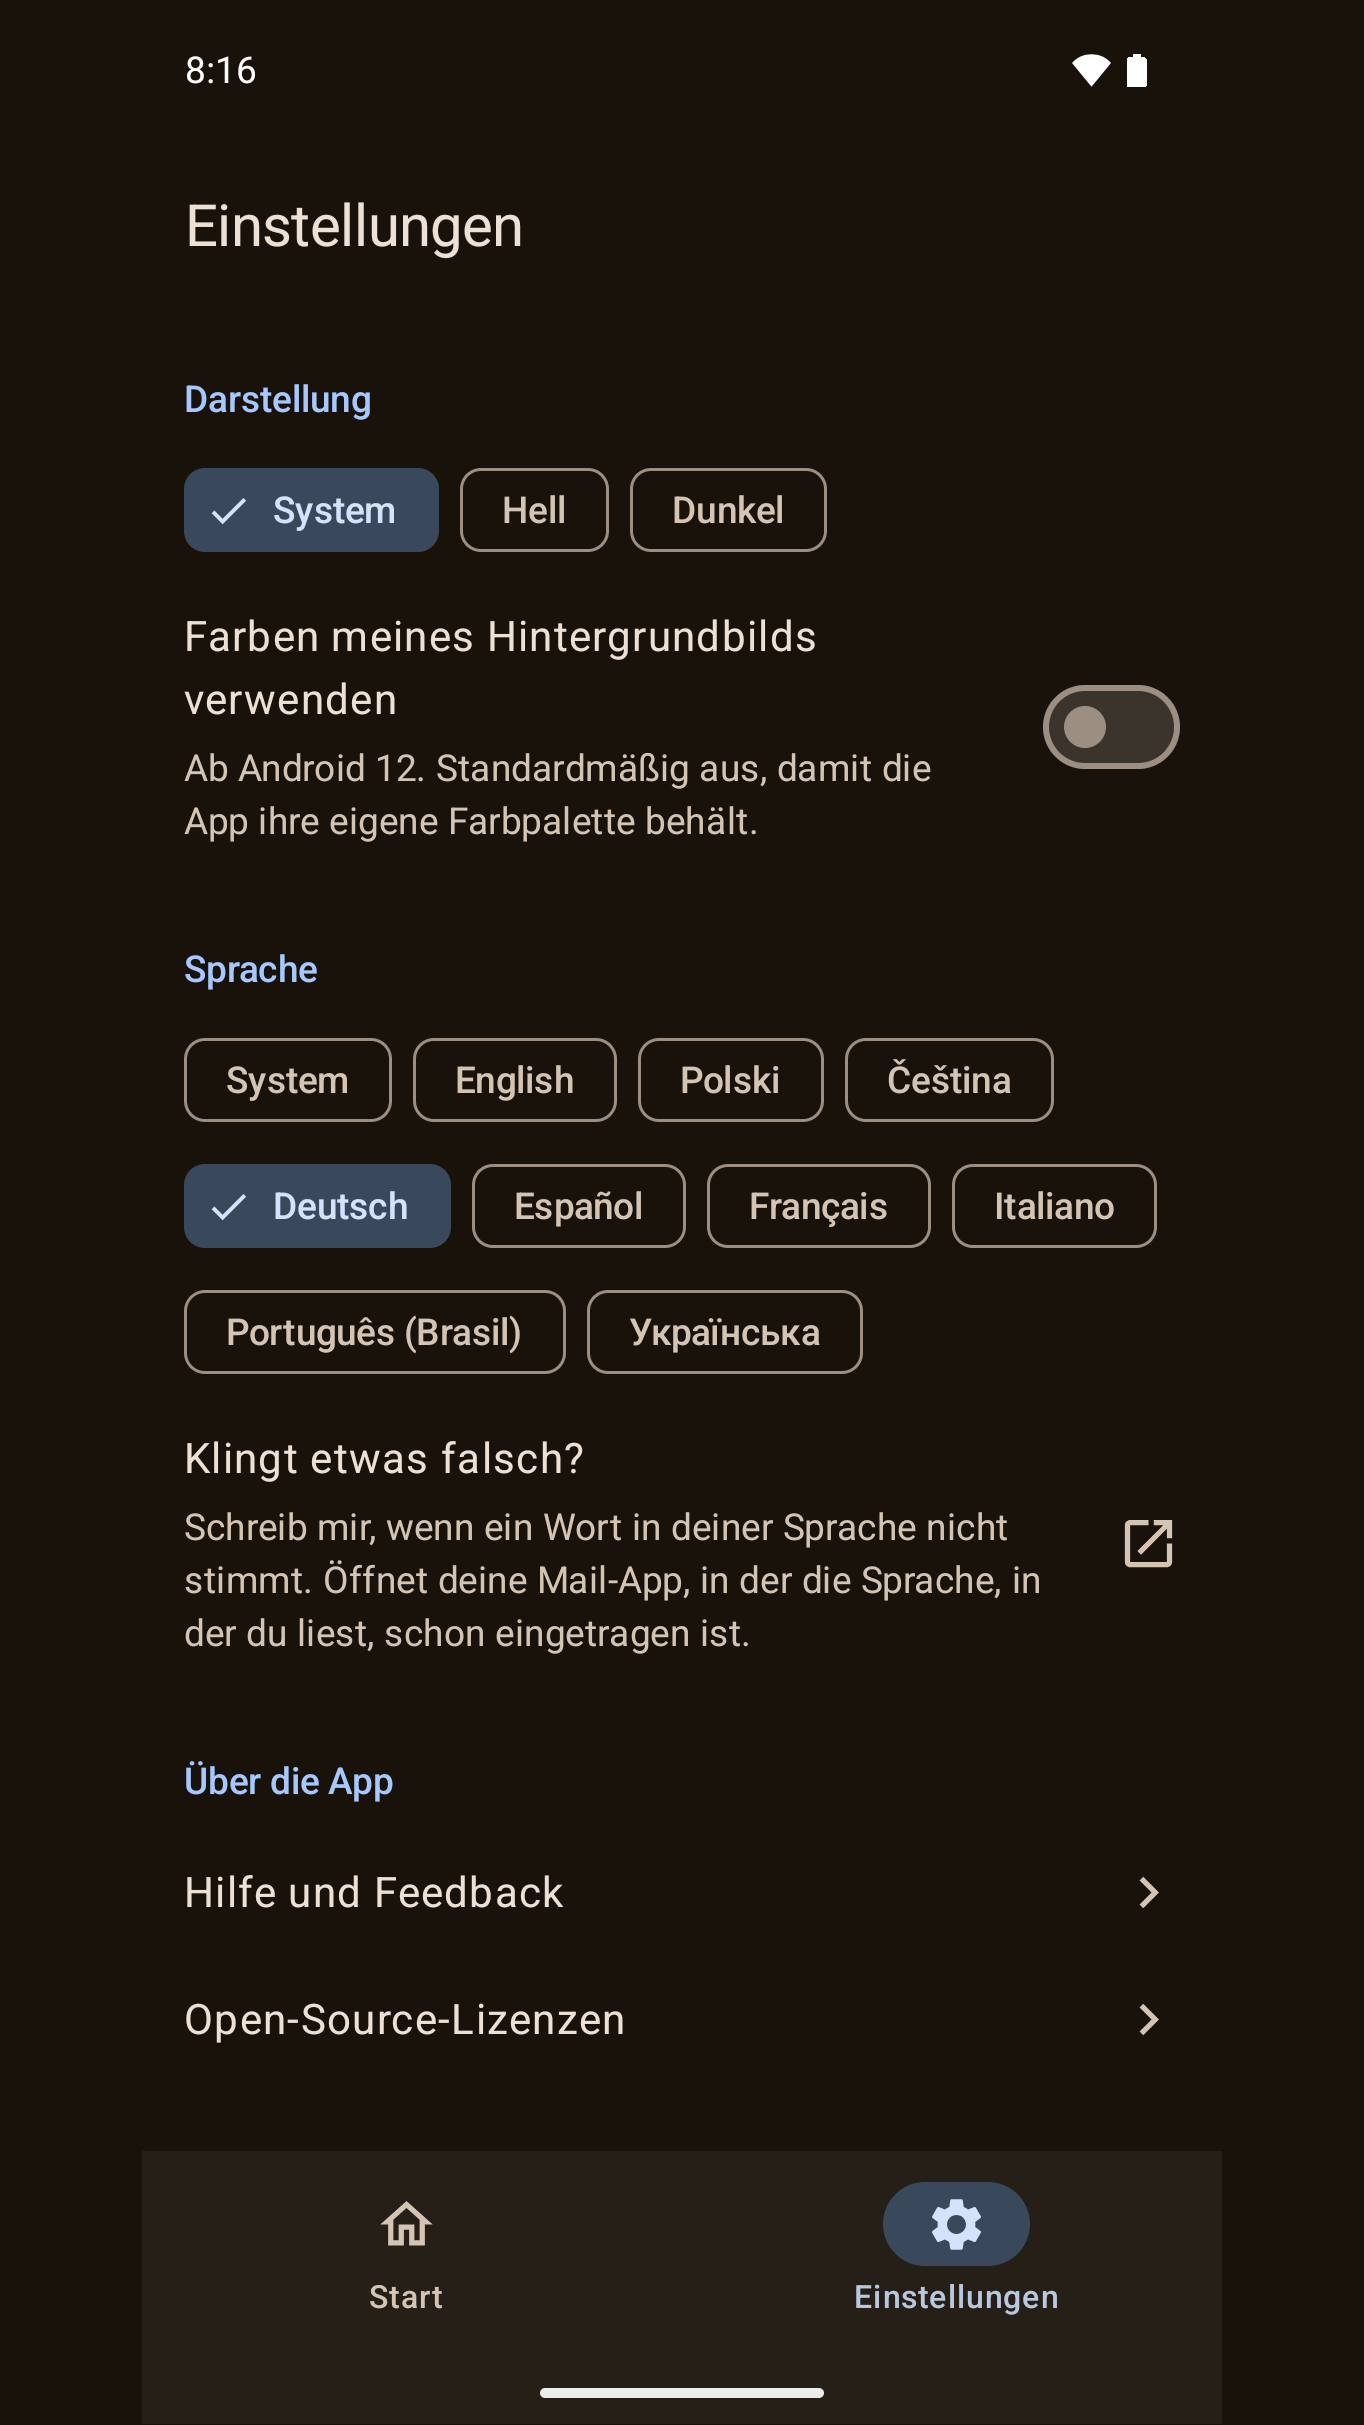 8:16
Einstellungen
Darstellung
System
Hell
Dunkel
Farben meines Hintergrundbilds
verwenden
Ab Android 12. Standardmäßig aus, damit die
App ihre eigene Farbpalette behält.
Sprache
System
English
Polski
Čeština
Deutsch
Español
Français
Italiano
Português (Brasil)
Українська
Klingt etwas falsch?
Schreib mir, wenn ein Wort in deiner Sprache nicht
stimmt. Öffnet deine Mail-App, in der die Sprache, in
der du liest, schon eingetragen ist.
Über die App
Hilfe und Feedback
Open-Source-Lizenzen
Start
Einstellungen